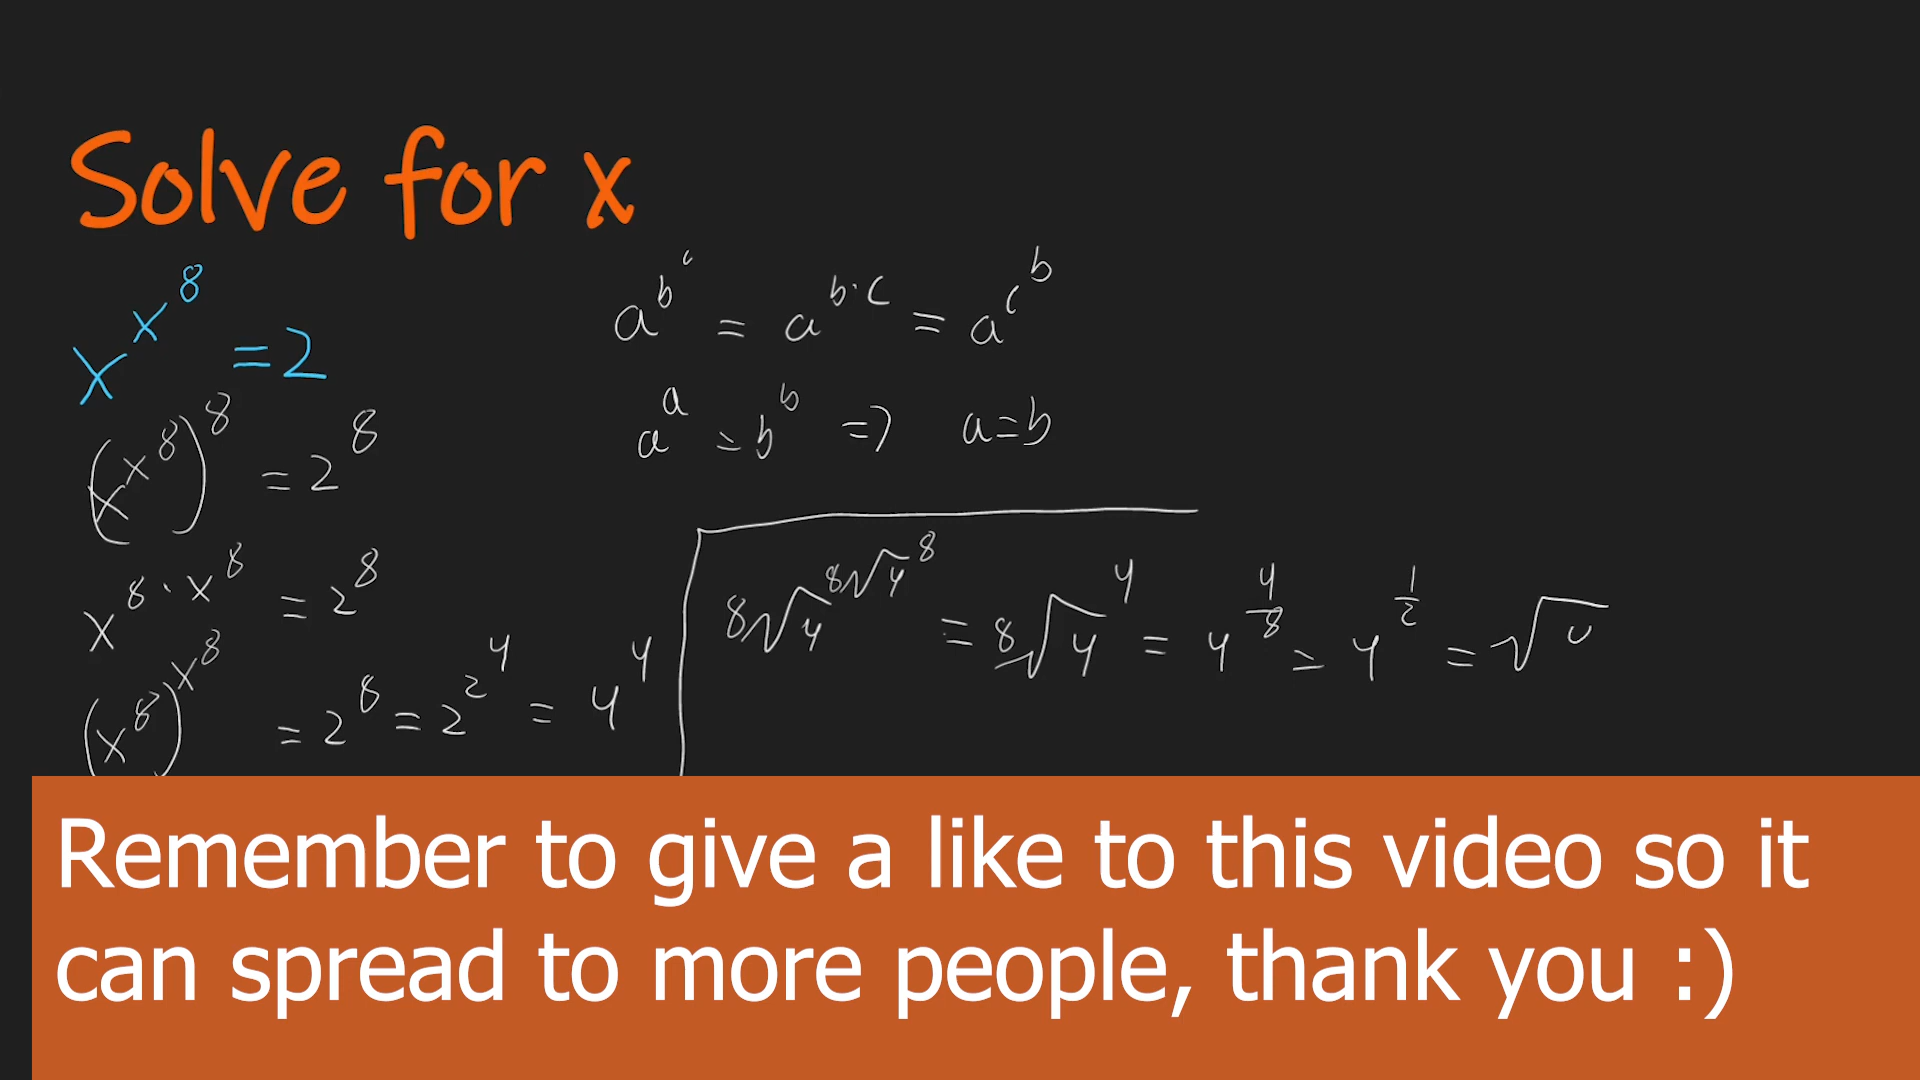 Solve for x
x^{x^8} = 2
a^{b^c} = a^{b·c} = a^{c^b}
(x^{x^8})^8 = 2^8
a^a = b^b => a=b
x^{8·x^8} = 2^8
(x^8)^{x^8} = 2^8 = 2^{2^4} = 4^4
8√4^{8√4^8} = 8√4^4 = 4^{4/8} = 4^{1/2} = √4
Remember to give a like to this video so it
can spread to more people, thank you :)